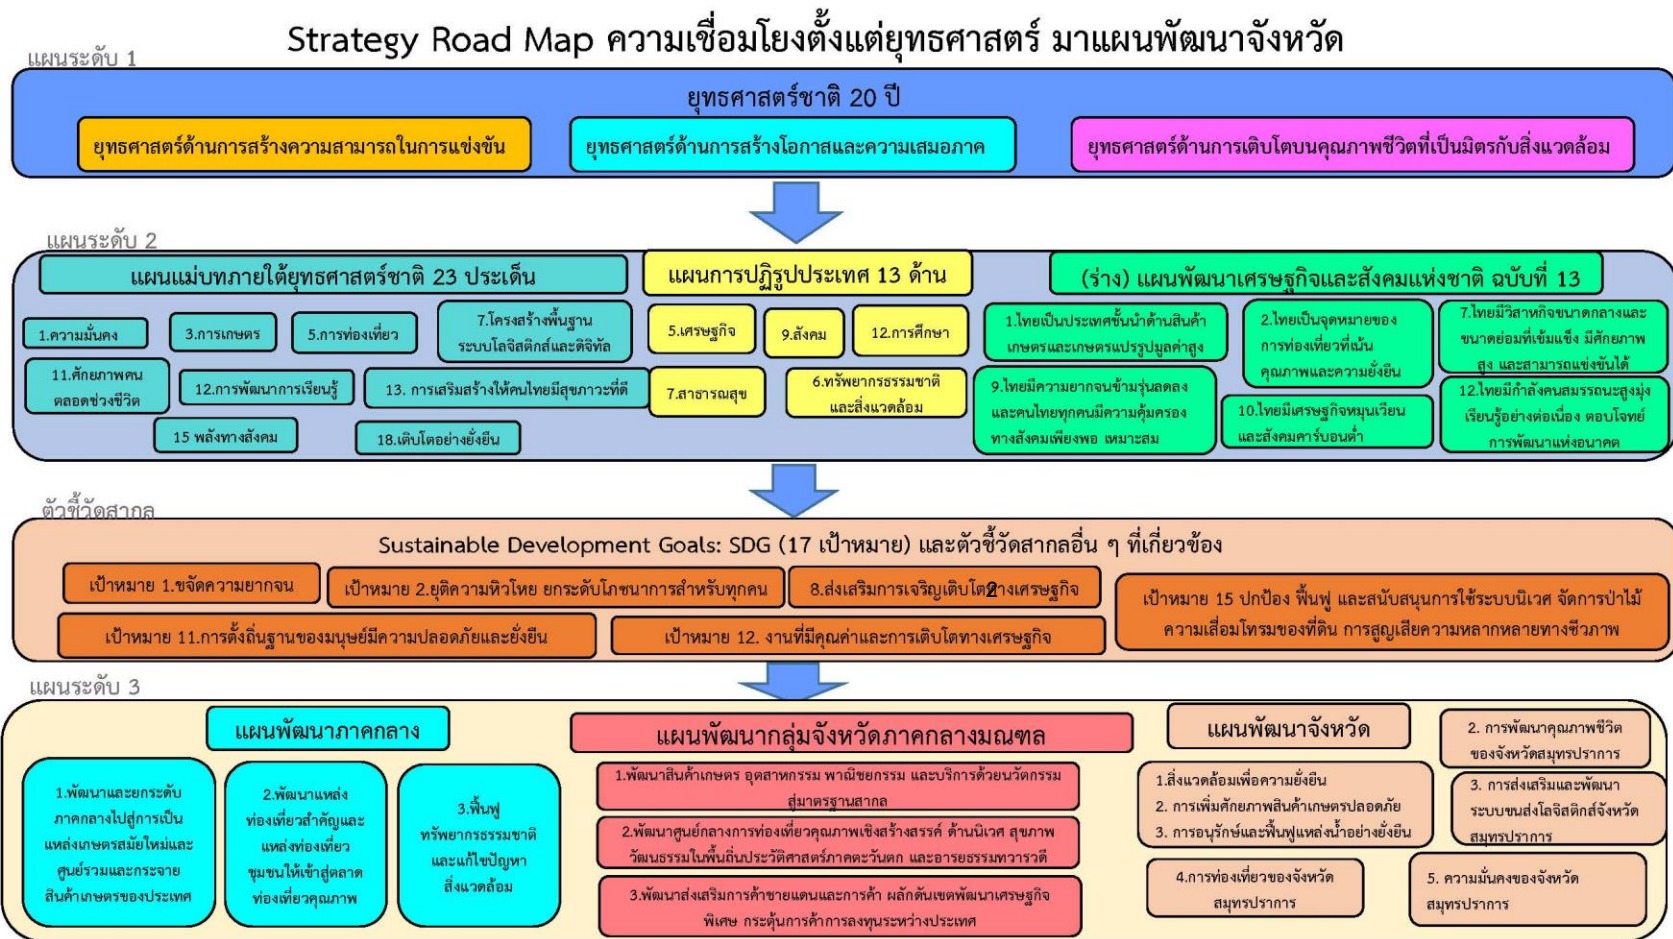 Strategy Road Map ความเชื่อมโยงตั้งแต่ยุทธศาสตร์ มาแผนพัฒนาจังหวัด
แผนระดับ 1
ยุทธศาสตร์ชาติ 20 ปี
ยุทธศาสตร์ด้านการสร้างความสามารถในการแข่งขัน
ยุทธศาสตร์ด้านการสร้างโอกาสและความเสมอภาค
ยุทธศาสตร์ด้านการเติบโตบนคุณภาพชีวิตที่เป็นมิตรกับสิ่งแวดล้อม
แผนระดับ 2
แผนแม่บทภายใต้ยุทธศาสตร์ชาติ 23 ประเด็น
1.ความมั่นคง
3.การเกษตร
5.การท่องเที่ยว
7.โครงสร้างพื้นฐาน
ระบบโลจิสติกส์และดิจิทัล
11.ศักยภาพคน
ตลอดช่วงชีวิต
12.การพัฒนาการเรียนรู้
13. การเสริมสร้างให้คนไทยมีสุขภาวะที่ดี
15 พลังทางสังคม
18.เติบโตอย่างยั่งยืน
แผนการปฏิรูปประเทศ 13 ด้าน
5.เศรษฐกิจ
9.สังคม
12.การศึกษา
7.สาธารณสุข
6.ทรัพยากรธรรมชาติ
และสิ่งแวดล้อม
(ร่าง) แผนพัฒนาเศรษฐกิจและสังคมแห่งชาติ ฉบับที่ 13
1.ไทยเป็นประเทศชั้นนำด้านสินค้า
เกษตรและเกษตรแปรรูปมูลค่าสูง
2.ไทยเป็นจุดหมายของ
การท่องเที่ยวที่เน้น
คุณภาพและความยั่งยืน
7.ไทยมีวิสาหกิจขนาดกลางและ
ขนาดย่อมที่เข้มแข็ง มีศักยภาพ
สูง และสามารถแข่งขันได้
9.ไทยมีความยากจนข้ามรุ่นลดลง
และคนไทยทุกคนมีความคุ้มครอง
ทางสังคมเพียงพอ เหมาะสม
10.ไทยมีเศรษฐกิจหมุนเวียน
และสังคมคาร์บอนต่ำ
12.ไทยมีกำลังคนสมรรถนะสูงมุ่ง
เรียนรู้อย่างต่อเนื่อง ตอบโจทย์
การพัฒนาแห่งอนาคต
ตัวชี้วัดสากล
Sustainable Development Goals: SDG (17 เป้าหมาย) และตัวชี้วัดสากลอื่น ๆ ที่เกี่ยวข้อง
เป้าหมาย 1.ขจัดความยากจน
เป้าหมาย 2.ยุติความหิวโหย ยกระดับโภชนาการสำหรับทุกคน
8.ส่งเสริมการเจริญเติบโตทางเศรษฐกิจ
2
เป้าหมาย 15 ปกป้อง ฟื้นฟู และสนับสนุนการใช้ระบบนิเวศ จัดการป่าไม้
ความเสื่อมโทรมของที่ดิน การสูญเสียความหลากหลายทางชีวภาพ
เป้าหมาย 11.การตั้งถิ่นฐานของมนุษย์มีความปลอดภัยและยั่งยืน
เป้าหมาย 12. งานที่มีคุณค่าและการเติบโตทางเศรษฐกิจ
แผนระดับ 3
แผนพัฒนาภาคกลาง
1.พัฒนาและยกระดับ
ภาคกลางไปสู่การเป็น
แหล่งเกษตรสมัยใหม่และ
ศูนย์รวมและกระจาย
สินค้าเกษตรของประเทศ
2.พัฒนาแหล่ง
ท่องเที่ยวสำคัญและ
แหล่งท่องเที่ยว
ชุมชนให้เข้าสู่ตลาด
ท่องเที่ยวคุณภาพ
3.ฟื้นฟู
ทรัพยากรธรรมชาติ
และแก้ไขปัญหา
สิ่งแวดล้อม
แผนพัฒนากลุ่มจังหวัดภาคกลางมณฑล
1.พัฒนาสินค้าเกษตร อุตสาหกรรม พาณิชยกรรม และบริการด้วยนวัตกรรม
สู่มาตรฐานสากล
2.พัฒนาศูนย์กลางการท่องเที่ยวคุณภาพเชิงสร้างสรรค์ ด้านนิเวศ สุขภาพ
วัฒนธรรมในพื้นถิ่นประวัติศาสตร์ภาคตะวันตก และอารยธรรมทวารวดี
3.พัฒนาส่งเสริมการค้าชายแดนและการค้า ผลักดันเขตพัฒนาเศรษฐกิจ
พิเศษ กระตุ้นการค้าการลงทุนระหว่างประเทศ
แผนพัฒนาจังหวัด
1.สิ่งแวดล้อมเพื่อความยั่งยืน
2. การเพิ่มศักยภาพสินค้าเกษตรปลอดภัย
3. การอนุรักษ์และฟื้นฟูแหล่งน้ำอย่างยั่งยืน
2. การพัฒนาคุณภาพชีวิต
ของจังหวัดสมุทรปราการ
3. การส่งเสริมและพัฒนา
ระบบขนส่งโลจิสติกส์จังหวัด
สมุทรปราการ
4.การท่องเที่ยวของจังหวัด
สมุทรปราการ
5. ความมั่นคงของจังหวัด
สมุทรปราการ